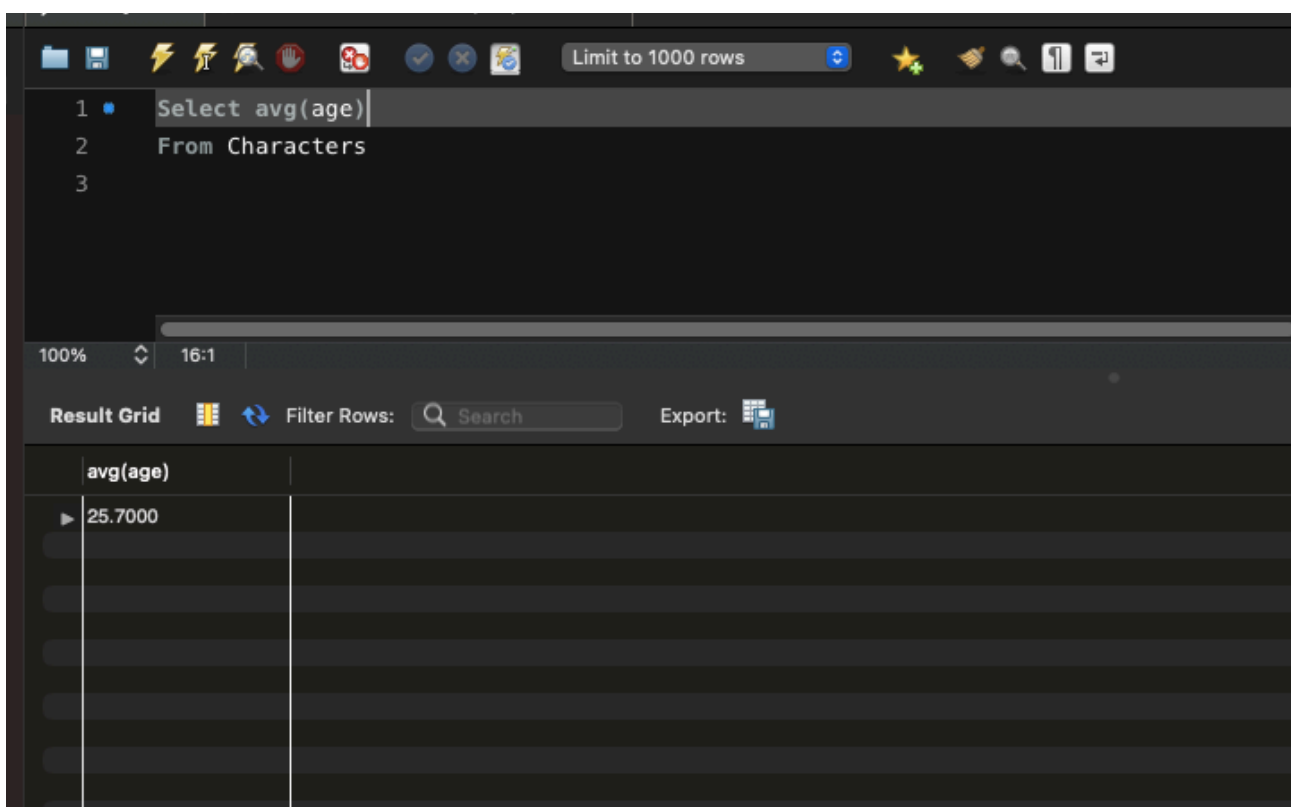 Limit to 1000 rows
1 Select avg(age)
2 From Characters
3
100% 16:1
Result Grid Filter Rows: Search Export:
avg(age)
25.7000